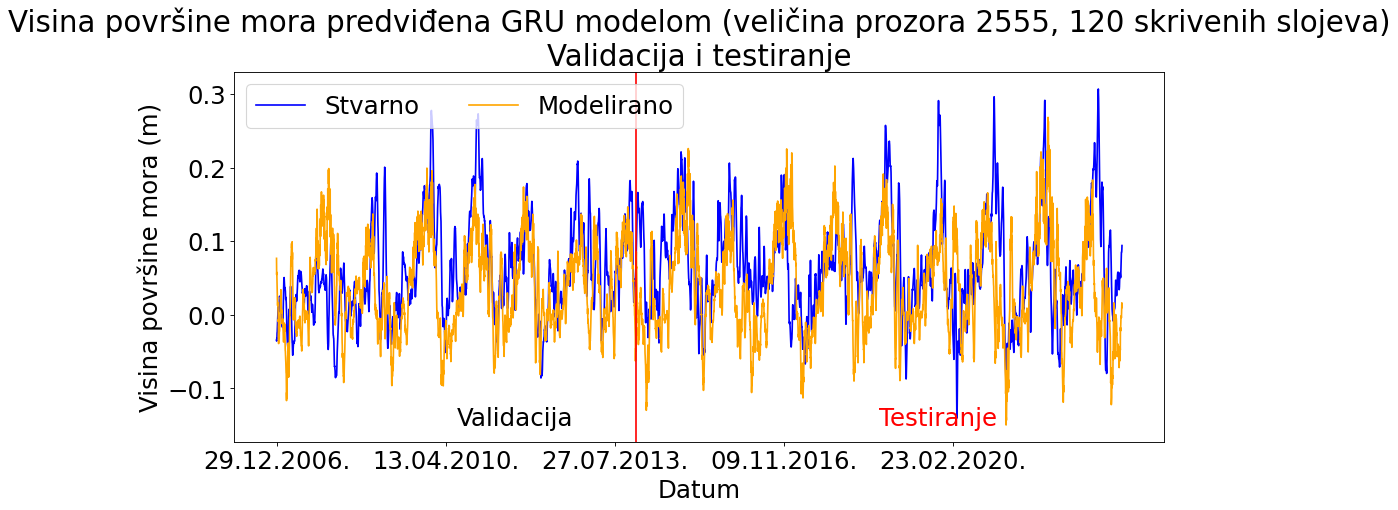 Visina površine mora predviđena GRU modelom (veličina prozora 2555, 120 skrivenih slojeva)
Validacija i testiranje
Stvarno
Modelirano
Visina površine mora (m)
0.3
0.2
0.1
0.0
−0.1
Validacija
Testiranje
29.12.2006.
13.04.2010.
27.07.2013.
09.11.2016.
23.02.2020.
Datum